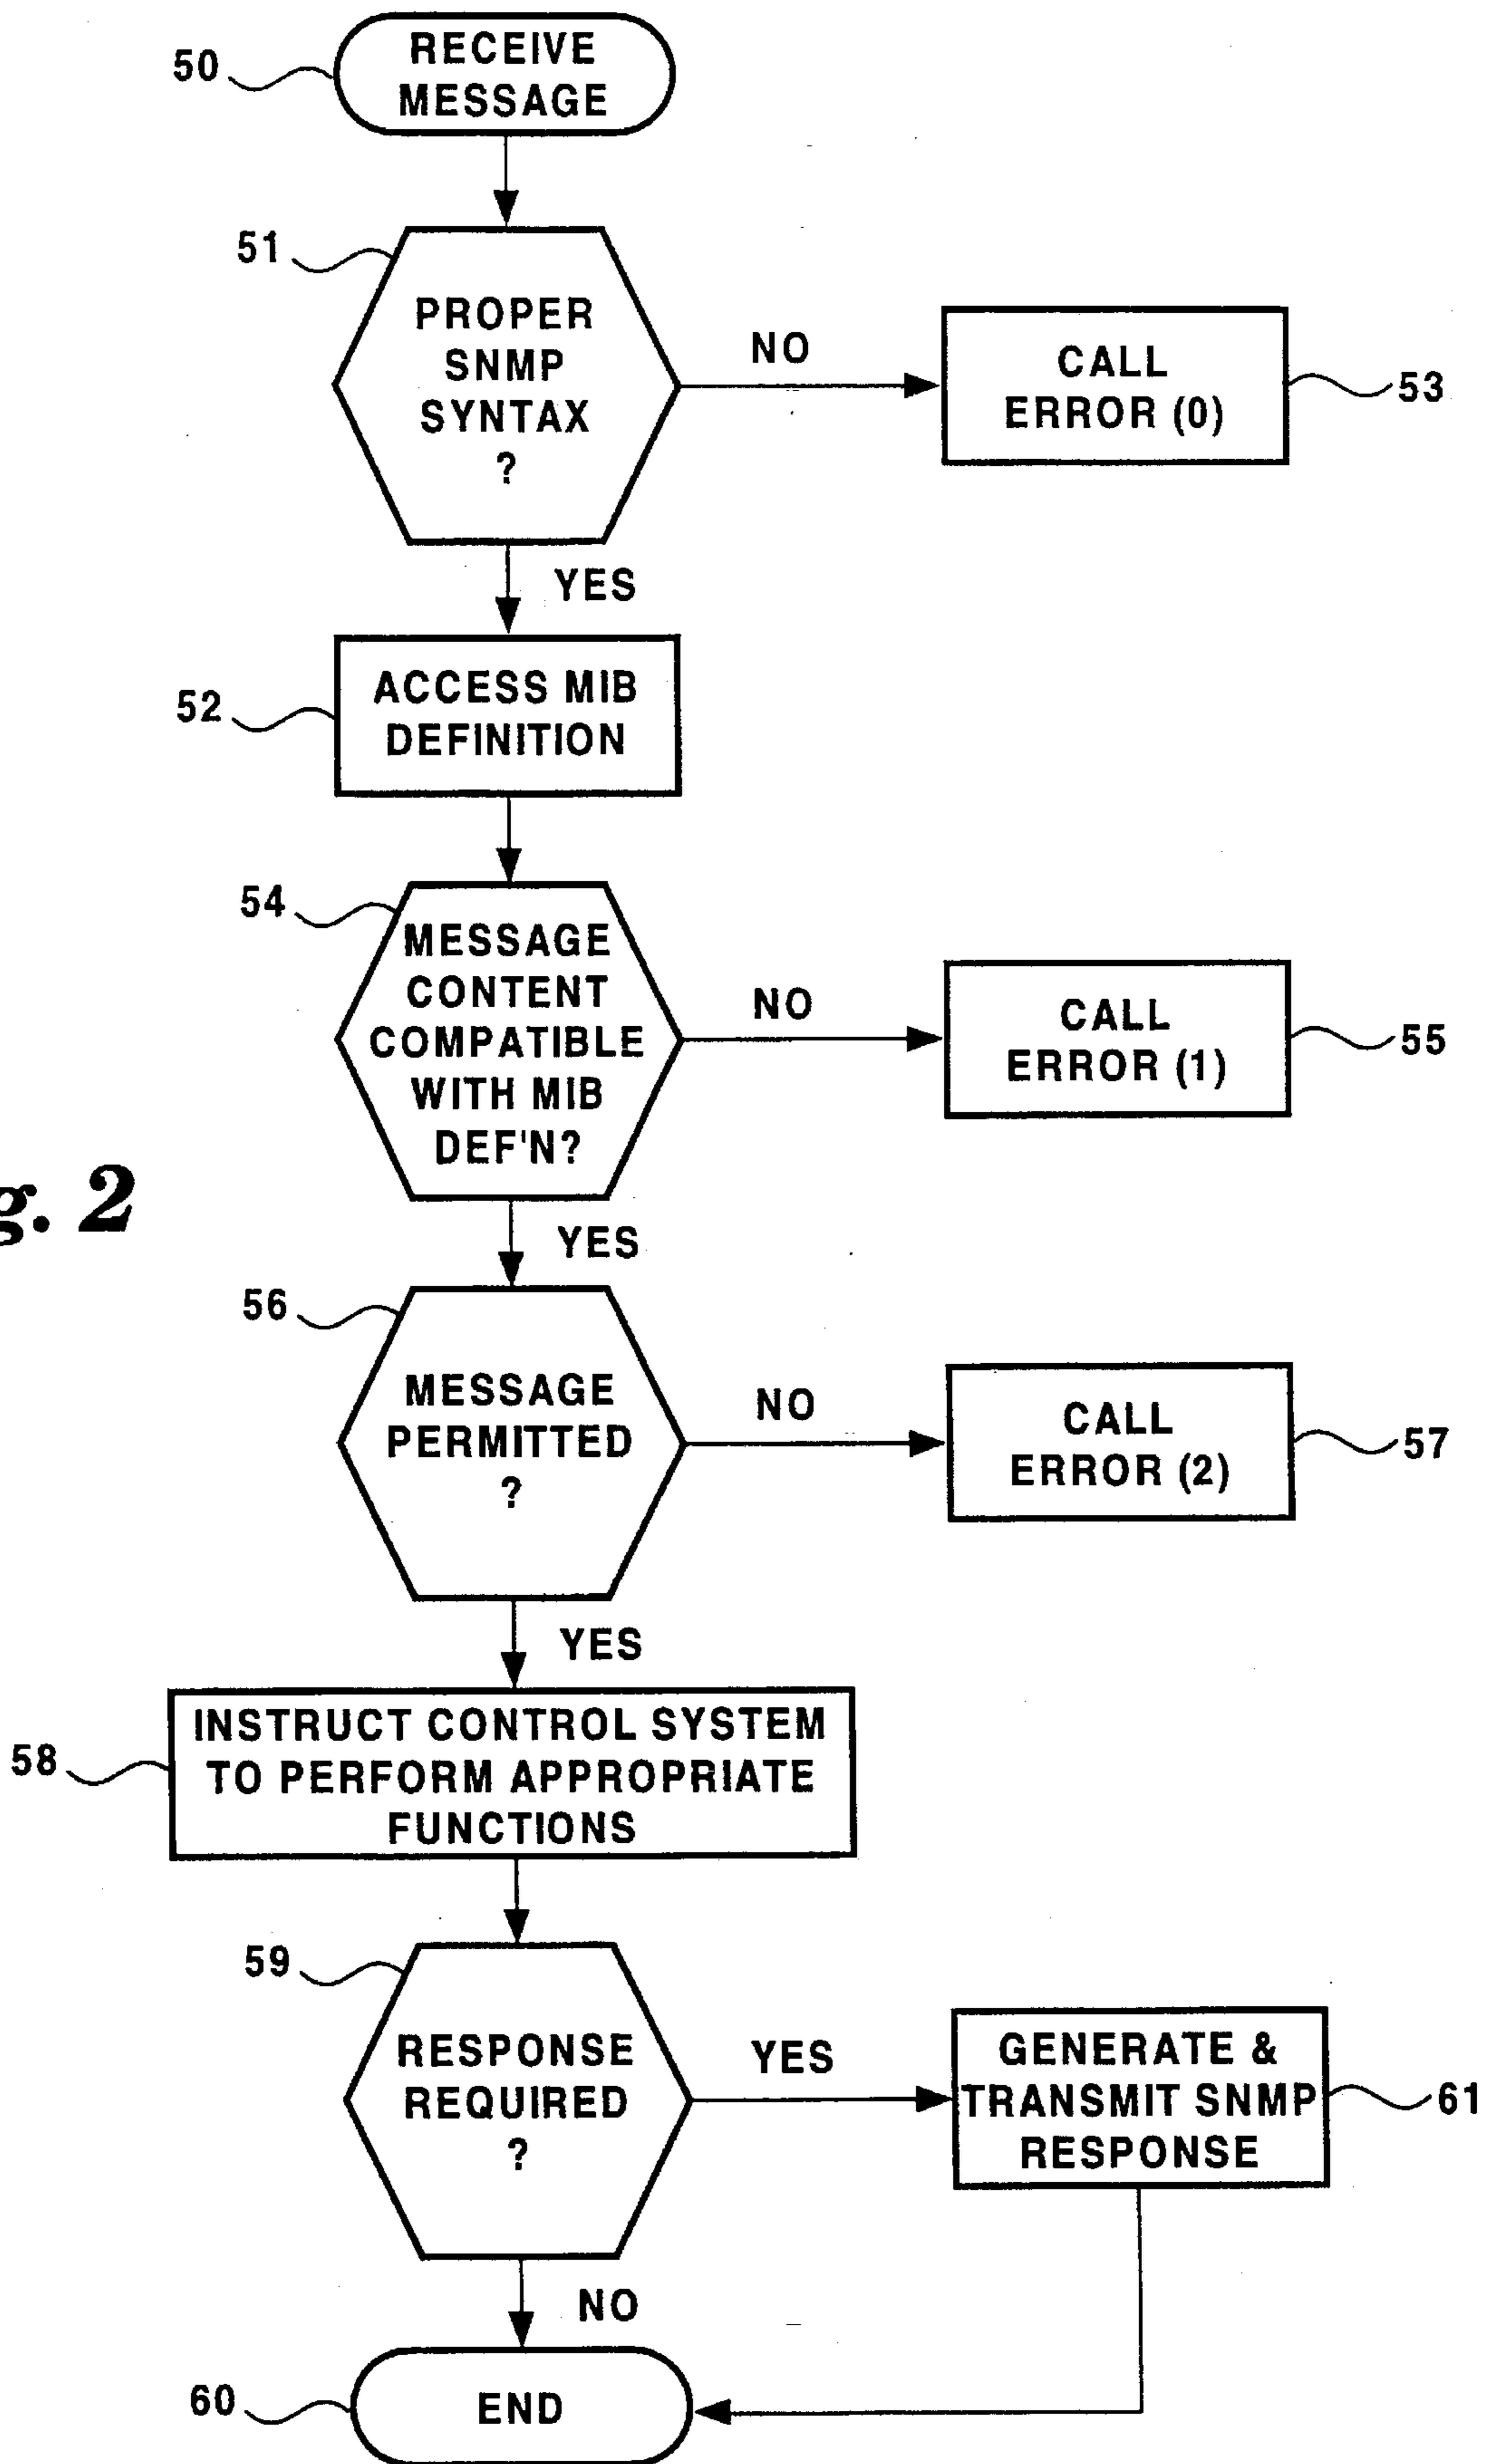 50
RECEIVE
MESSAGE
51
PROPER
SNMP
SYNTAX
?
NO
CALL
ERROR (0)
53
YES
52
ACCESS MIB
DEFINITION
54
MESSAGE
CONTENT
COMPATIBLE
WITH MIB
DEF'N?
NO
CALL
ERROR (1)
55
g. 2
YES
56
MESSAGE
PERMITTED
?
NO
CALL
ERROR (2)
57
YES
58
INSTRUCT CONTROL SYSTEM
TO PERFORM APPROPRIATE
FUNCTIONS
59
RESPONSE
REQUIRED
?
YES
GENERATE &
TRANSMIT SNMP
RESPONSE
61
NO
60
END